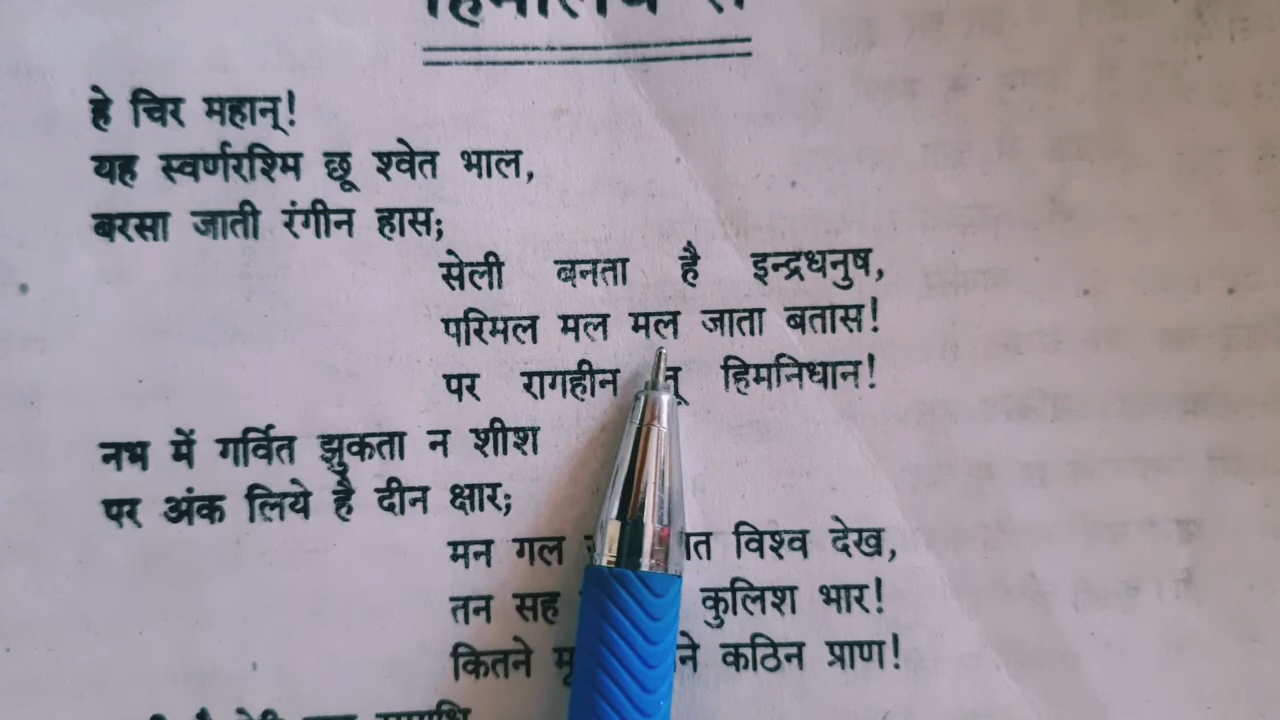 हे चिर महान्!
यह स्वर्णरश्मि छू श्वेत भाल,
बरसा जाती रंगीन हास;
सेली बनता है इन्द्रधनुष,
परिमल मल मल जाता बतास!
पर रागहीन तू हिमनिधान!
नभ में गर्वित झुकता न शीश
पर अंक लिये है दीन क्षार;
मन गल विश्व देख,
तन सह कुलिश भार!
कितने कठिन प्राण!